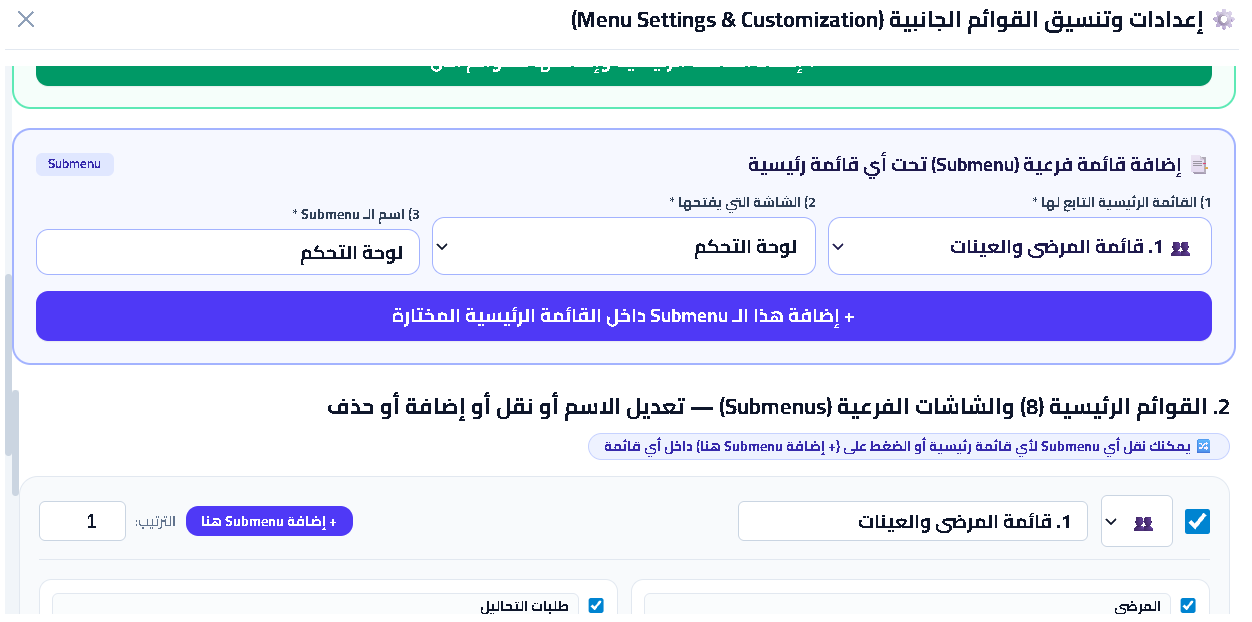 إعدادات وتنسيق القوائم الجانبية (Menu Settings & Customization)
إضافة قائمة فرعية (Submenu) تحت أي قائمة رئيسية
Submenu
1) القائمة الرئيسية التابع لها *
1. قائمة المرضى والعينات
2) الشاشة التي يفتحها *
لوحة التحكم
3) اسم الـ Submenu *
لوحة التحكم
+ إضافة هذا الـ Submenu داخل القائمة الرئيسية المختارة
2. القوائم الرئيسية (8) والشاشات الفرعية (Submenus) — تعديل الاسم أو نقل أو إضافة أو حذف
يمكنك نقل أي Submenu لأي قائمة رئيسية أو الضغط على (+ إضافة Submenu هنا) داخل أي قائمة
1. قائمة المرضى والعينات
+ إضافة Submenu هنا
الترتيب:
1
المرضى
طلبات التحاليل